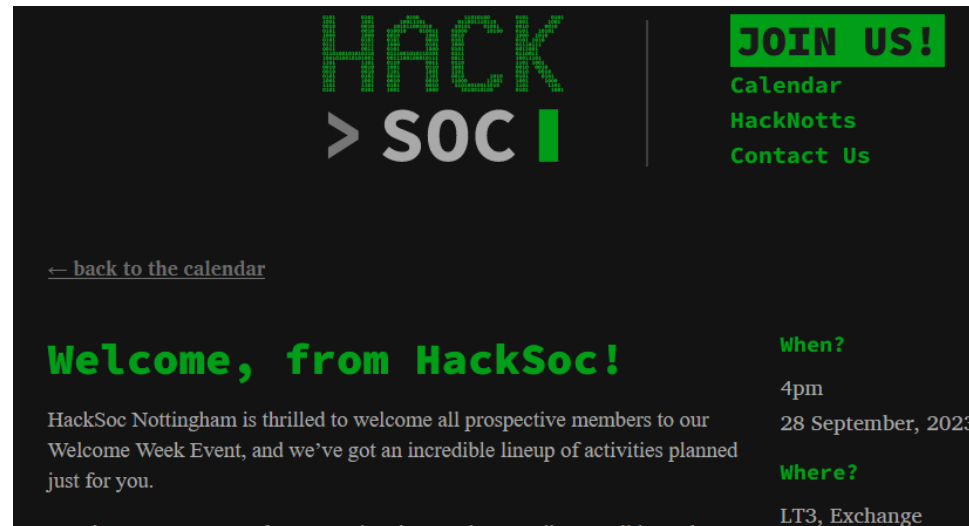 HACK
> SOC
JOIN US!
Calendar
HackNotts
Contact Us
← back to the calendar
Welcome, from HackSoc!
HackSoc Nottingham is thrilled to welcome all prospective members to our
Welcome Week Event, and we’ve got an incredible lineup of activities planned
just for you.
When?
4pm
28 September, 2023
Where?
LT3, Exchange